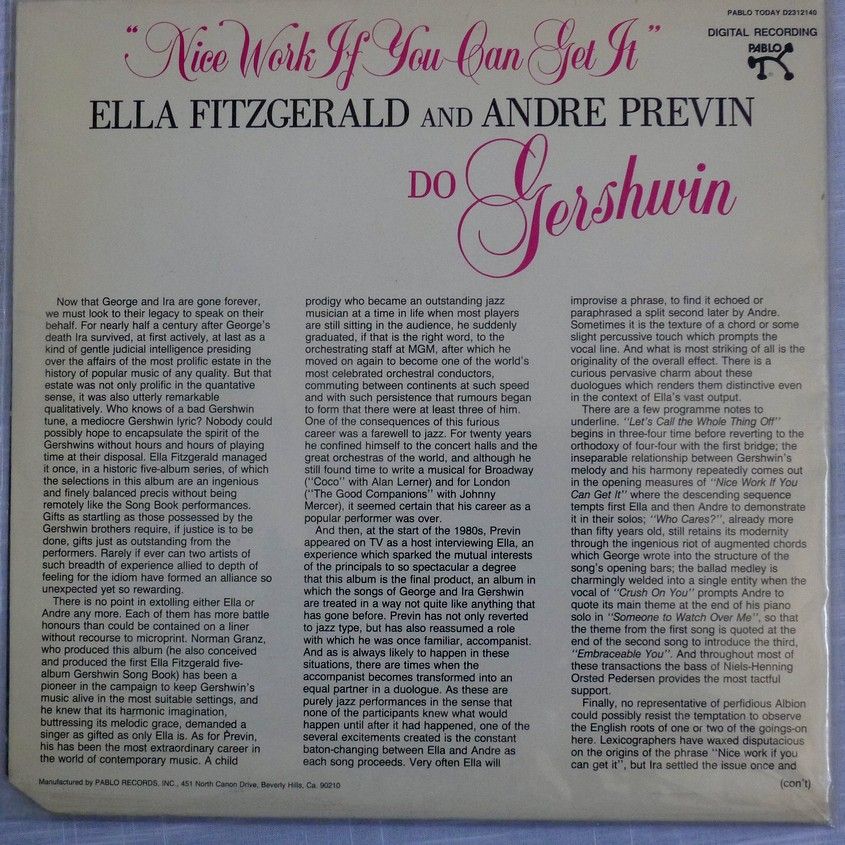 PABLO TODAY D2312140
DIGITAL RECORDING
PABLO
"Nice Work If You Can Get It"
ELLA FITZGERALD AND ANDRE PREVIN
DO Gershwin
Now that George and Ira are gone forever,
we must look to their legacy to speak on their
behalf. For nearly half a century after George's
death Ira survived, at first actively, at last as a
kind of gentle judicial intelligence presiding
over the affairs of the most prolific estate in the
history of popular music of any quality. But that
estate was not only prolific in the quantative
sense, it was also utterly remarkable
qualitatively. Who knows of a bad Gershwin
tune, a mediocre Gershwin lyric? Nobody could
possibly hope to encapsulate the spirit of the
Gershwins without hours and hours of playing
time at their disposal. Ella Fitzgerald managed
it once, in a historic five-album series, of which
the selections in this album are an ingenious
and finely balanced precis without being
remotely like the Song Book performances.
Gifts as startling as those possessed by the
Gershwin brothers require, if justice is to be
done, gifts just as outstanding from the
performers. Rarely if ever can two artists of
such breadth of experience allied to depth of
feeling for the idiom have formed an alliance so
unexpected yet so rewarding.
There is no point in extolling either Ella or
Andre any more. Each of them has more battle
honours than could be contained on a liner
without recourse to microprint. Norman Granz,
who produced this album (he also conceived
and produced the first Ella Fitzgerald five-
album Gershwin Song Book) has been a
pioneer in the campaign to keep Gershwin's
music alive in the most suitable settings, and
he knew that its harmonic imagination,
buttressing its melodic grace, demanded a
singer as gifted as only Ella is. As for Previn,
his has been the most extraordinary career in
the world of contemporary music. A child
prodigy who became an outstanding jazz
musician at a time in life when most players
are still sitting in the audience, he suddenly
graduated, if that is the right word, to the
orchestrating staff at MGM, after which he
moved on again to become one of the world's
most celebrated orchestral conductors,
commuting between continents at such speed
and with such persistence that rumours began
to form that there were at least three of him.
One of the consequences of this furious
career was a farewell to jazz. For twenty years
he confined himself to the concert halls and the
great orchestras of the world, and although he
still found time to write a musical for Broadway
("Coco" with Alan Lerner) and for London
("The Good Companions" with Johnny
Mercer), it seemed certain that his career as a
popular performer was over.
And then, at the start of the 1980s, Previn
appeared on TV as a host interviewing Ella, an
experience which sparked the mutual interests
of the principals to so spectacular a degree
that this album is the final product, an album in
which the songs of George and Ira Gershwin
are treated in a way not quite like anything that
has gone before. Previn has not only reverted
to jazz type, but has also reassumed a role
with which he was once familiar, accompanist.
And as is always likely to happen in these
situations, there are times when the
accompanist becomes transformed into an
equal partner in a duologue. As these are
purely jazz performances in the sense that
none of the participants knew what would
happen until after it had happened, one of the
several excitements created is the constant
baton-changing between Ella and Andre as
each song proceeds. Very often Ella will
improvise a phrase, to find it echoed or
paraphrased a split second later by Andre.
Sometimes it is the texture of a chord or some
slight percussive touch which prompts the
vocal line. And what is most striking of all is the
originality of the overall effect. There is a
curious pervasive charm about these
duologues which renders them distinctive even
in the context of Ella's vast output.
There are a few programme notes to
underline. "Let's Call the Whole Thing Off"
begins in three-four time before reverting to the
orthodoxy of four-four with the first bridge; the
inseparable relationship between Gershwin's
melody and his harmony repeatedly comes out
in the opening measures of "Nice Work If You
Can Get It" where the descending sequence
tempts first Ella and then Andre to demonstrate
it in their solos; "Who Cares?", already more
than fifty years old, still retains its modernity
through the ingenious riot of augmented chords
which George wrote into the structure of the
song's opening bars; the ballad medley is
charmingly welded into a single entity when the
vocal of "Crush On You" prompts Andre to
quote its main theme at the end of his piano
solo in "Someone to Watch Over Me", so that
the theme from the first song is quoted at the
end of the second song to introduce the third,
"Embraceable You". And throughout most of
these transactions the bass of Niels-Henning
Orsted Pedersen provides the most tactful
support.
Finally, no representative of perfidious Albion
could possibly resist the temptation to observe
the English roots of one or two of the goings-on
here. Lexicographers have waxed disputacious
on the origins of the phrase "Nice work if you
can get it", but Ira settled the issue once and
(con't)
Manufactured by PABLO RECORDS, INC., 451 North Canon Drive, Beverly Hills, Ca. 90210